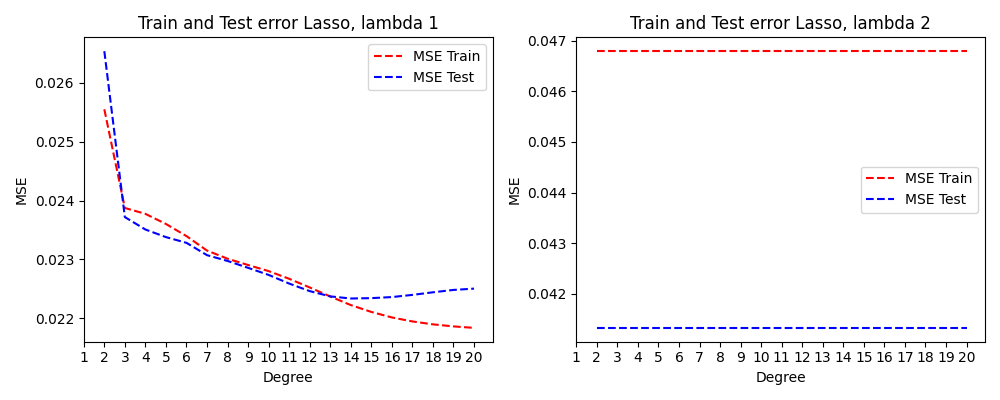 Train and Test error Lasso, lambda 1
MSE Train
MSE Test
0.026
0.025
0.024
0.023
0.022
MSE
1 2 3 4 5 6 7 8 9 10 11 12 13 14 15 16 17 18 19 20
Degree
Train and Test error Lasso, lambda 2
MSE Train
MSE Test
0.047
0.046
0.045
0.044
0.043
0.042
MSE
1 2 3 4 5 6 7 8 9 10 11 12 13 14 15 16 17 18 19 20
Degree